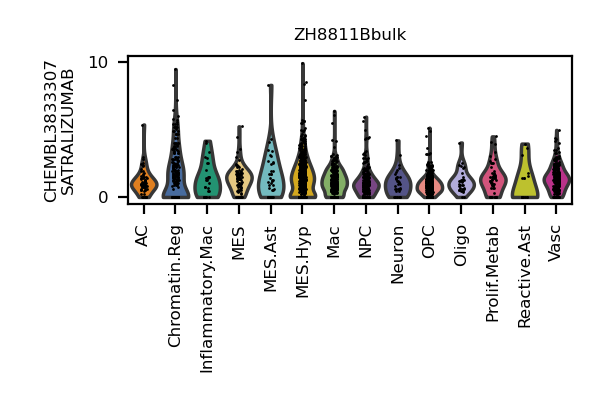 ZH8811Bbulk
CHEMBL3833307
SATRALIZUMAB
10
0
AC
Chromatin.Reg
Inflammatory.Mac
MES
MES.Ast
MES.Hyp
Mac
NPC
Neuron
OPC
Oligo
Prolif.Metab
Reactive.Ast
Vasc